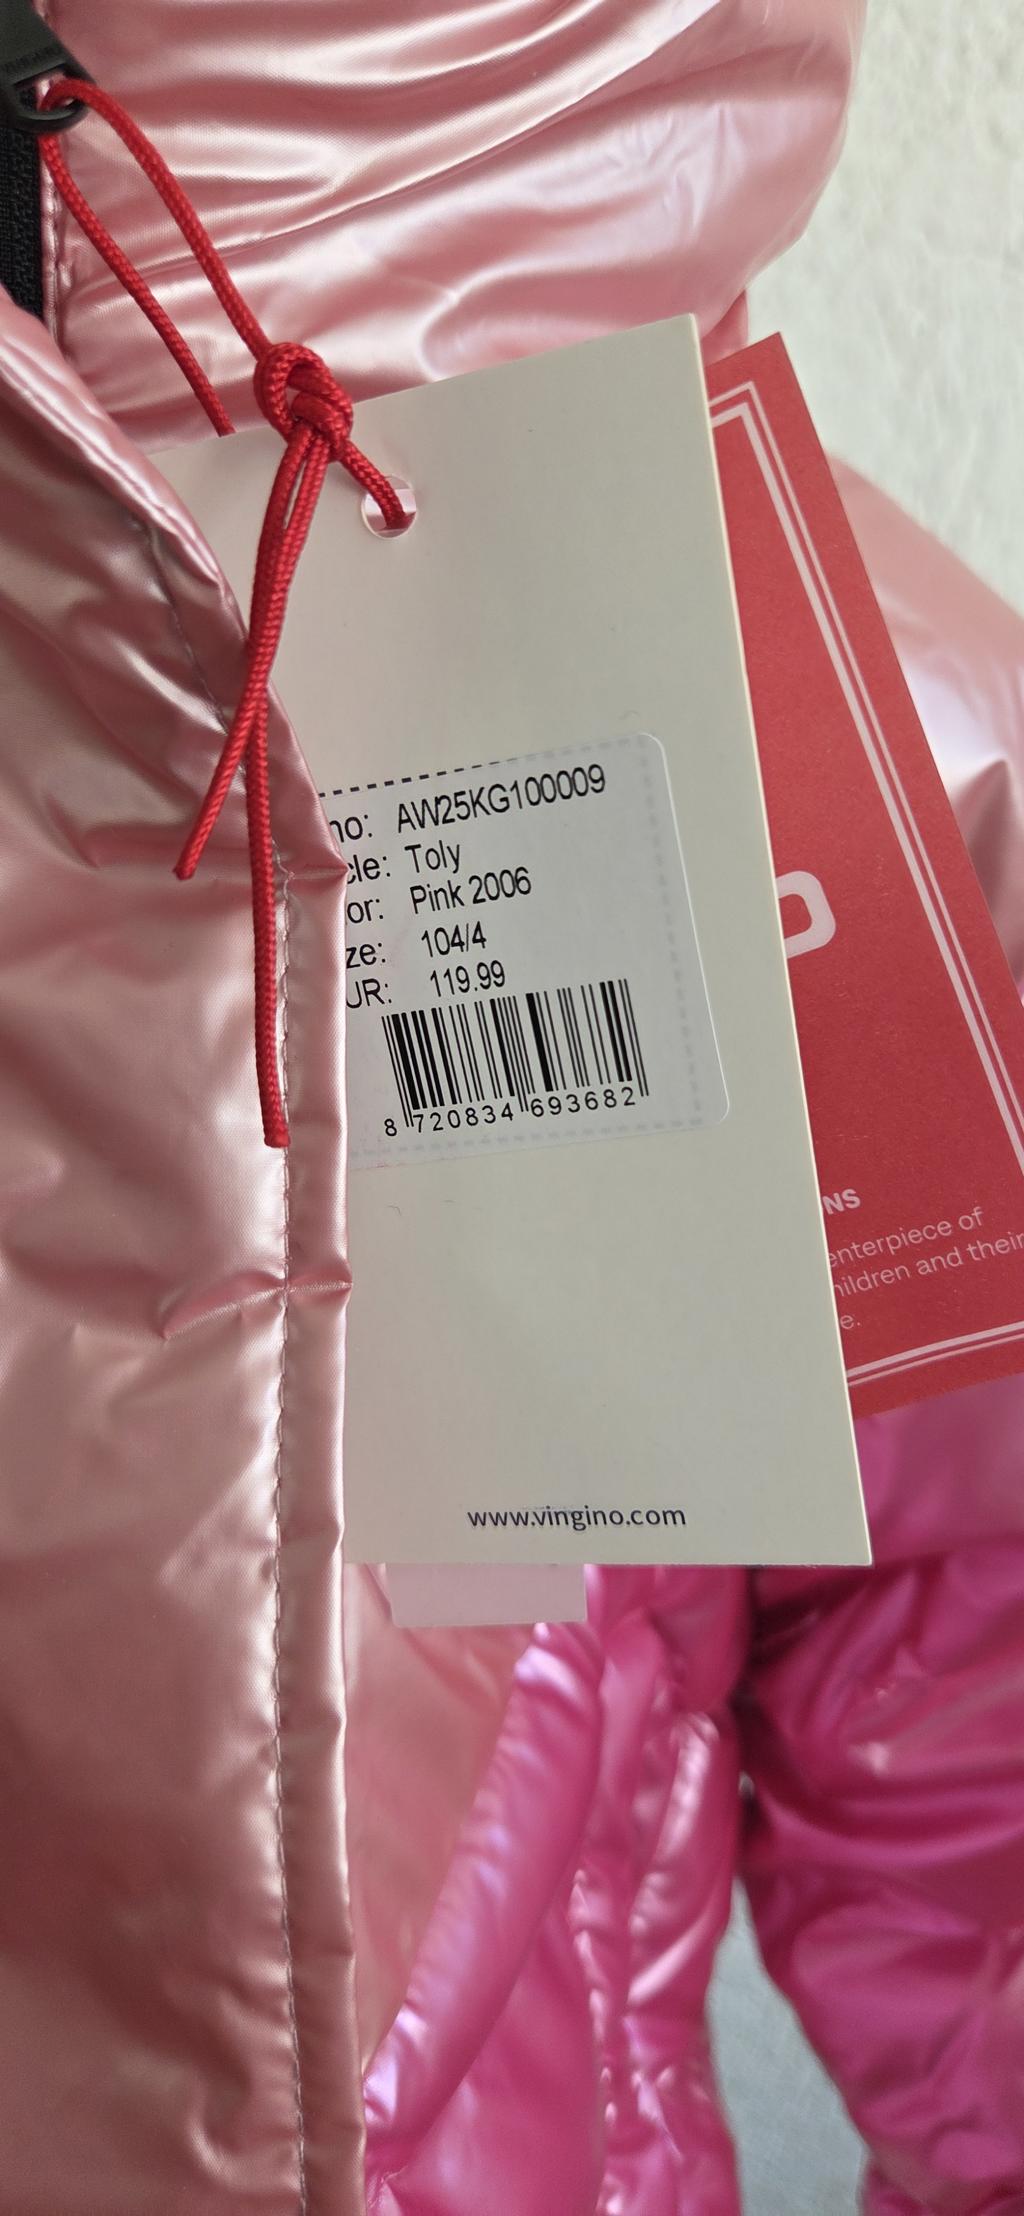 no: AW25KG100009
cle: Toly
or: Pink 2006
ze: 104/4
UR: 119.99
8 720834 693682
www.vingino.com
O
NS
enterpiece of
hildren and their
e.